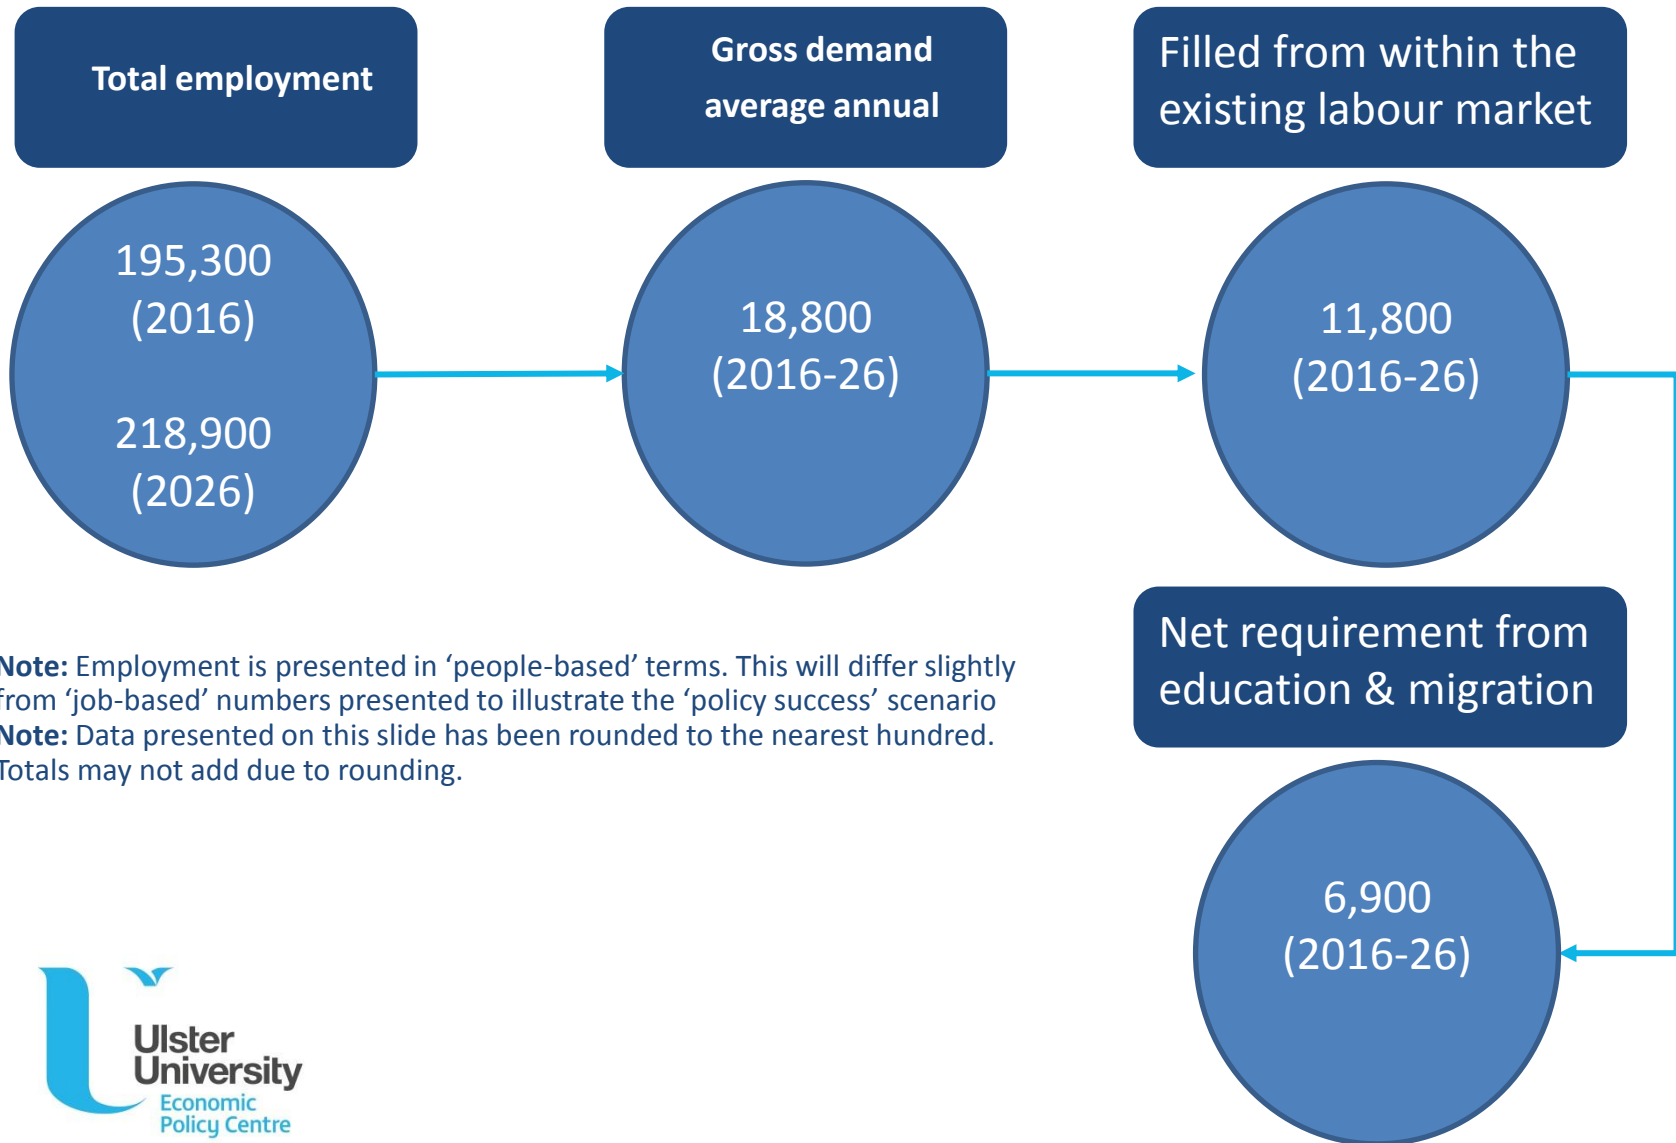 Total employment
Gross demand
average annual
Filled from within the
existing labour market
195,300
(2016)
218,900
(2026)
18,800
(2016-26)
11,800
(2016-26)
Note: Employment is presented in ‘people-based’ terms. This will differ slightly
from ‘job-based’ numbers presented to illustrate the ‘policy success’ scenario
Note: Data presented on this slide has been rounded to the nearest hundred.
Totals may not add due to rounding.
Net requirement from
education & migration
6,900
(2016-26)
Ulster
University
Economic
Policy Centre